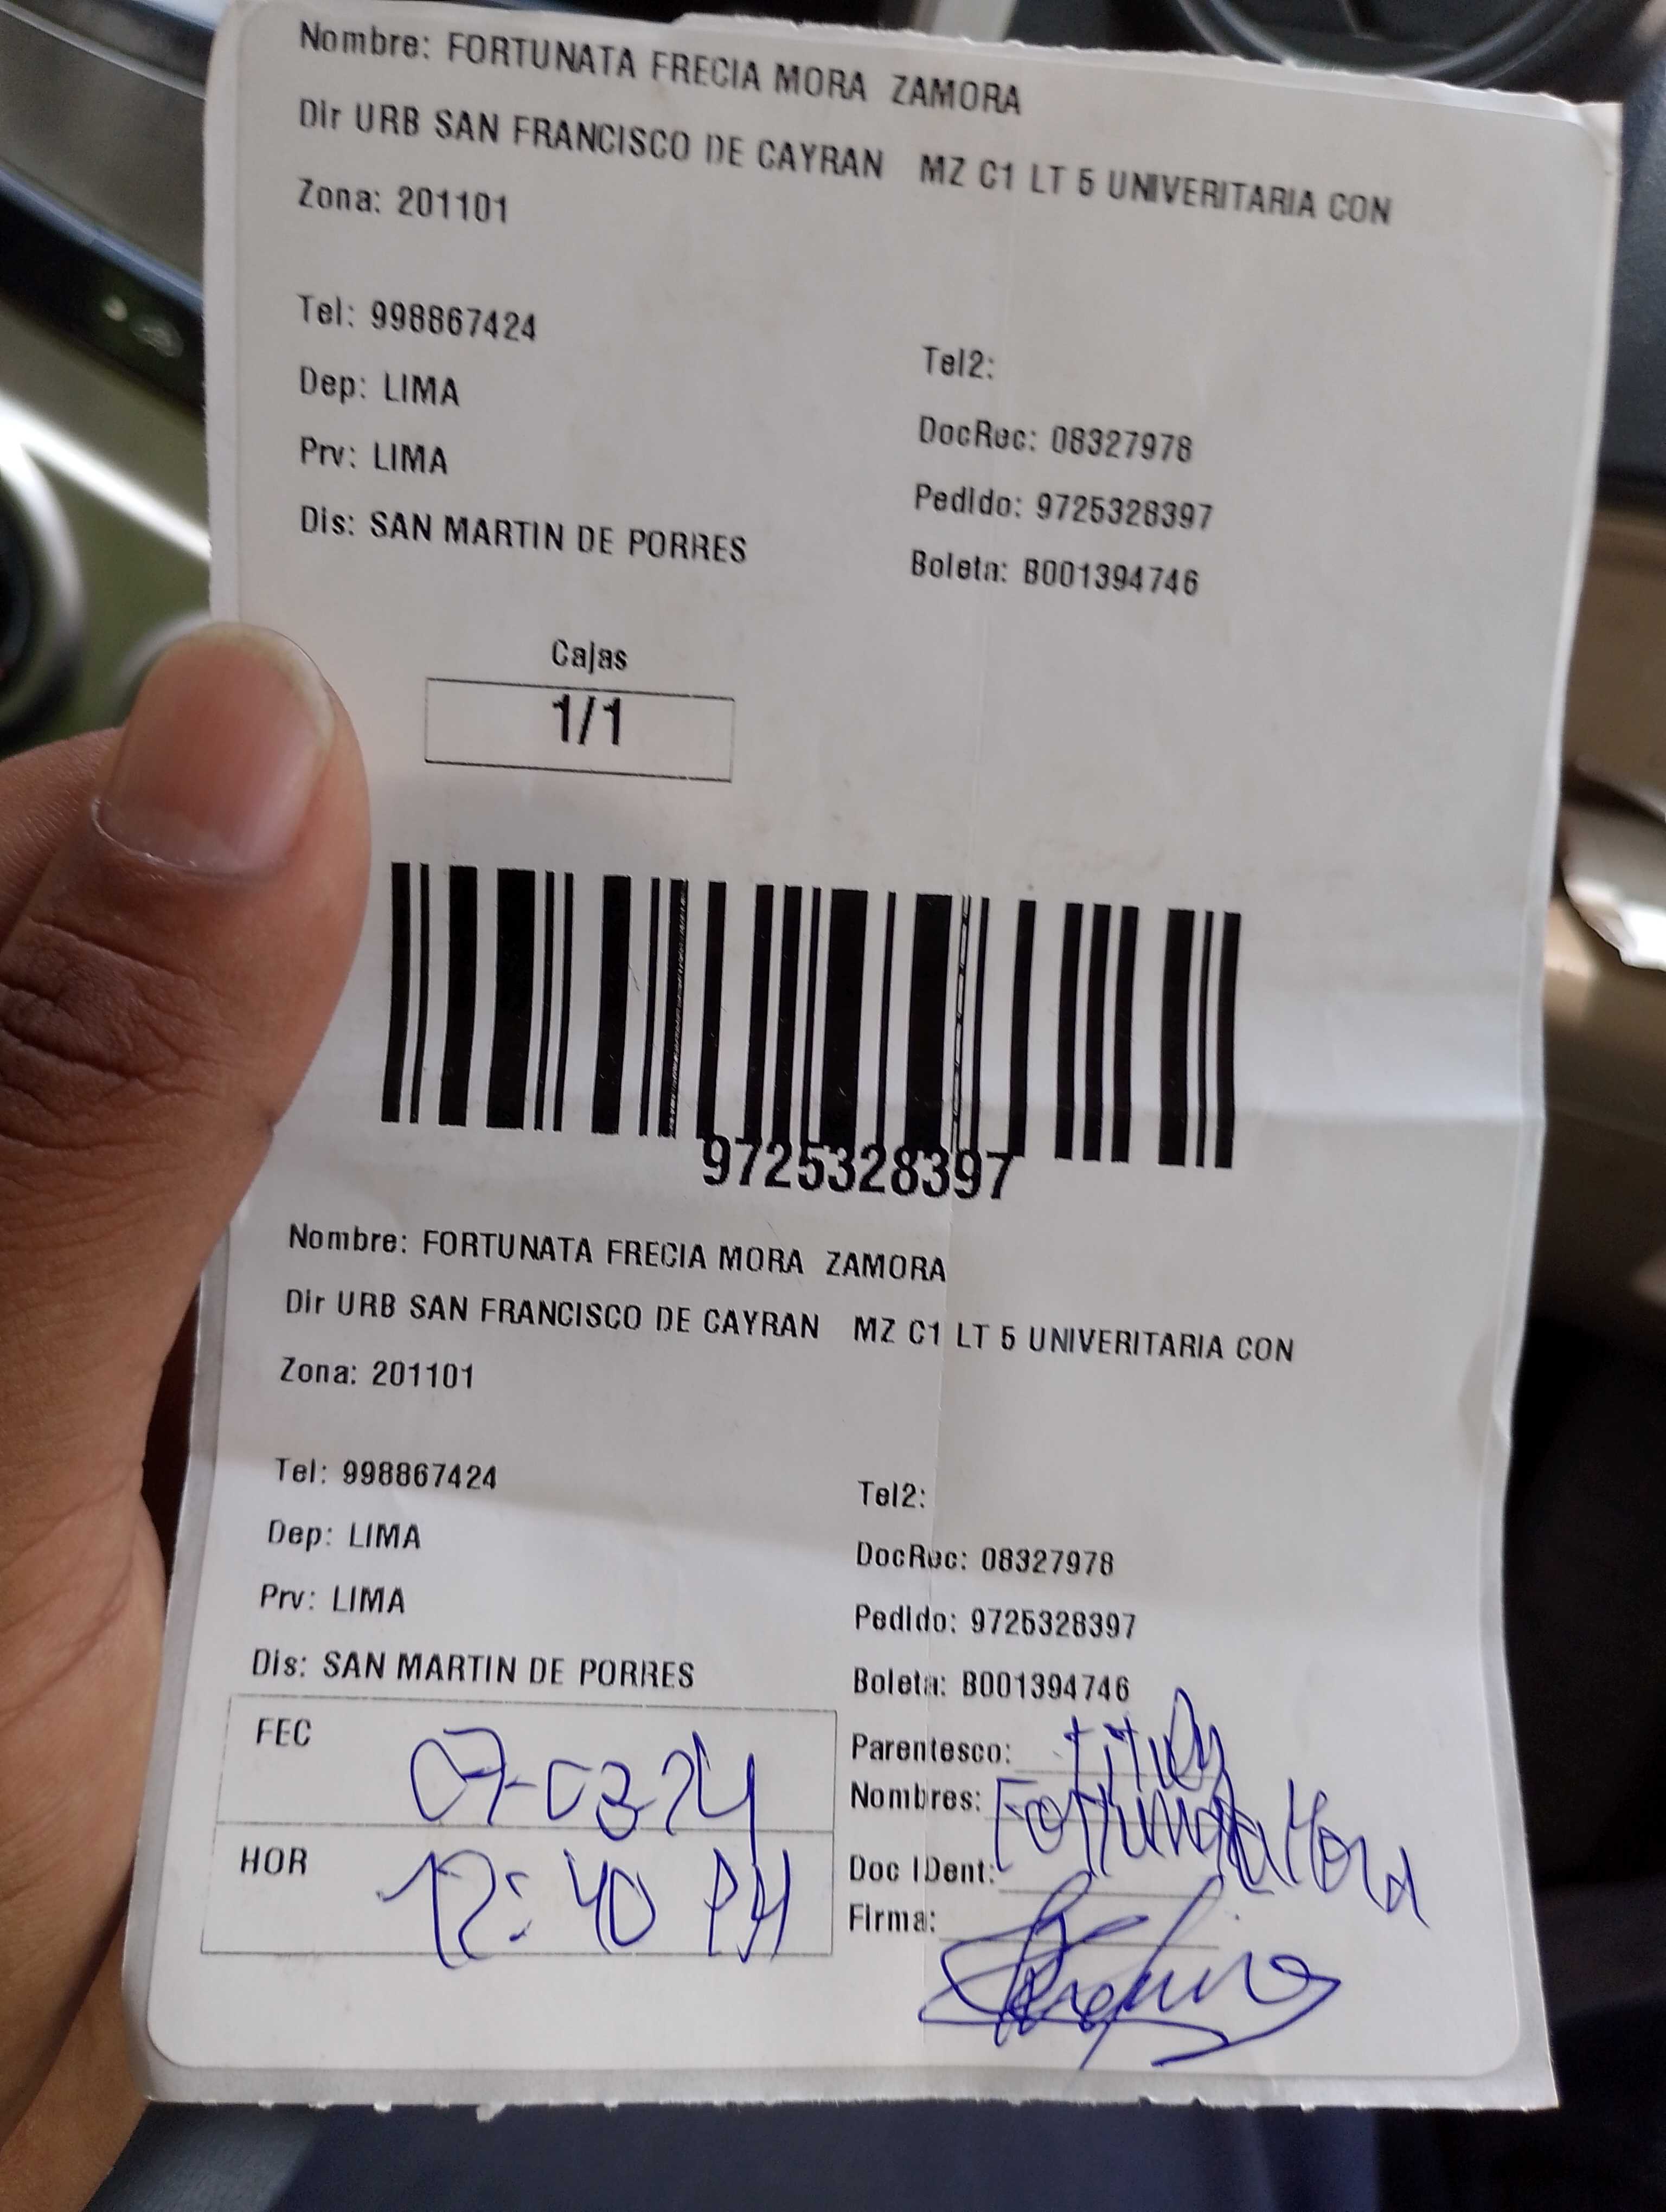 Nombre: FORTUNATA FRECIA MORA ZAMORA
Dir URB SAN FRANCISCO DE CAYRAN MZ C1 LT 5 UNIVERITARIA CON
Zona: 201101
Tel: 998867424
Tel2:
Dep: LIMA
DocRec: 08327978
Prv: LIMA
Pedido: 9725328397
Dis: SAN MARTIN DE PORRES
Boleta: B001394746
Cajas
1/1
9725328397
Nombre: FORTUNATA FRECIA MORA ZAMORA
Dir URB SAN FRANCISCO DE CAYRAN MZ C1 LT 5 UNIVERITARIA CON
Zona: 201101
Tel: 998867424
Tel2:
Dep: LIMA
DocRec: 08327978
Prv: LIMA
Pedido: 9725328397
Dis: SAN MARTIN DE PORRES
Boleta: B001394746
FEC 07-03-24
Parentesco:
Nombres: Fortunata Mora
HOR 12:40 PM
Doc IDent:
Firma: